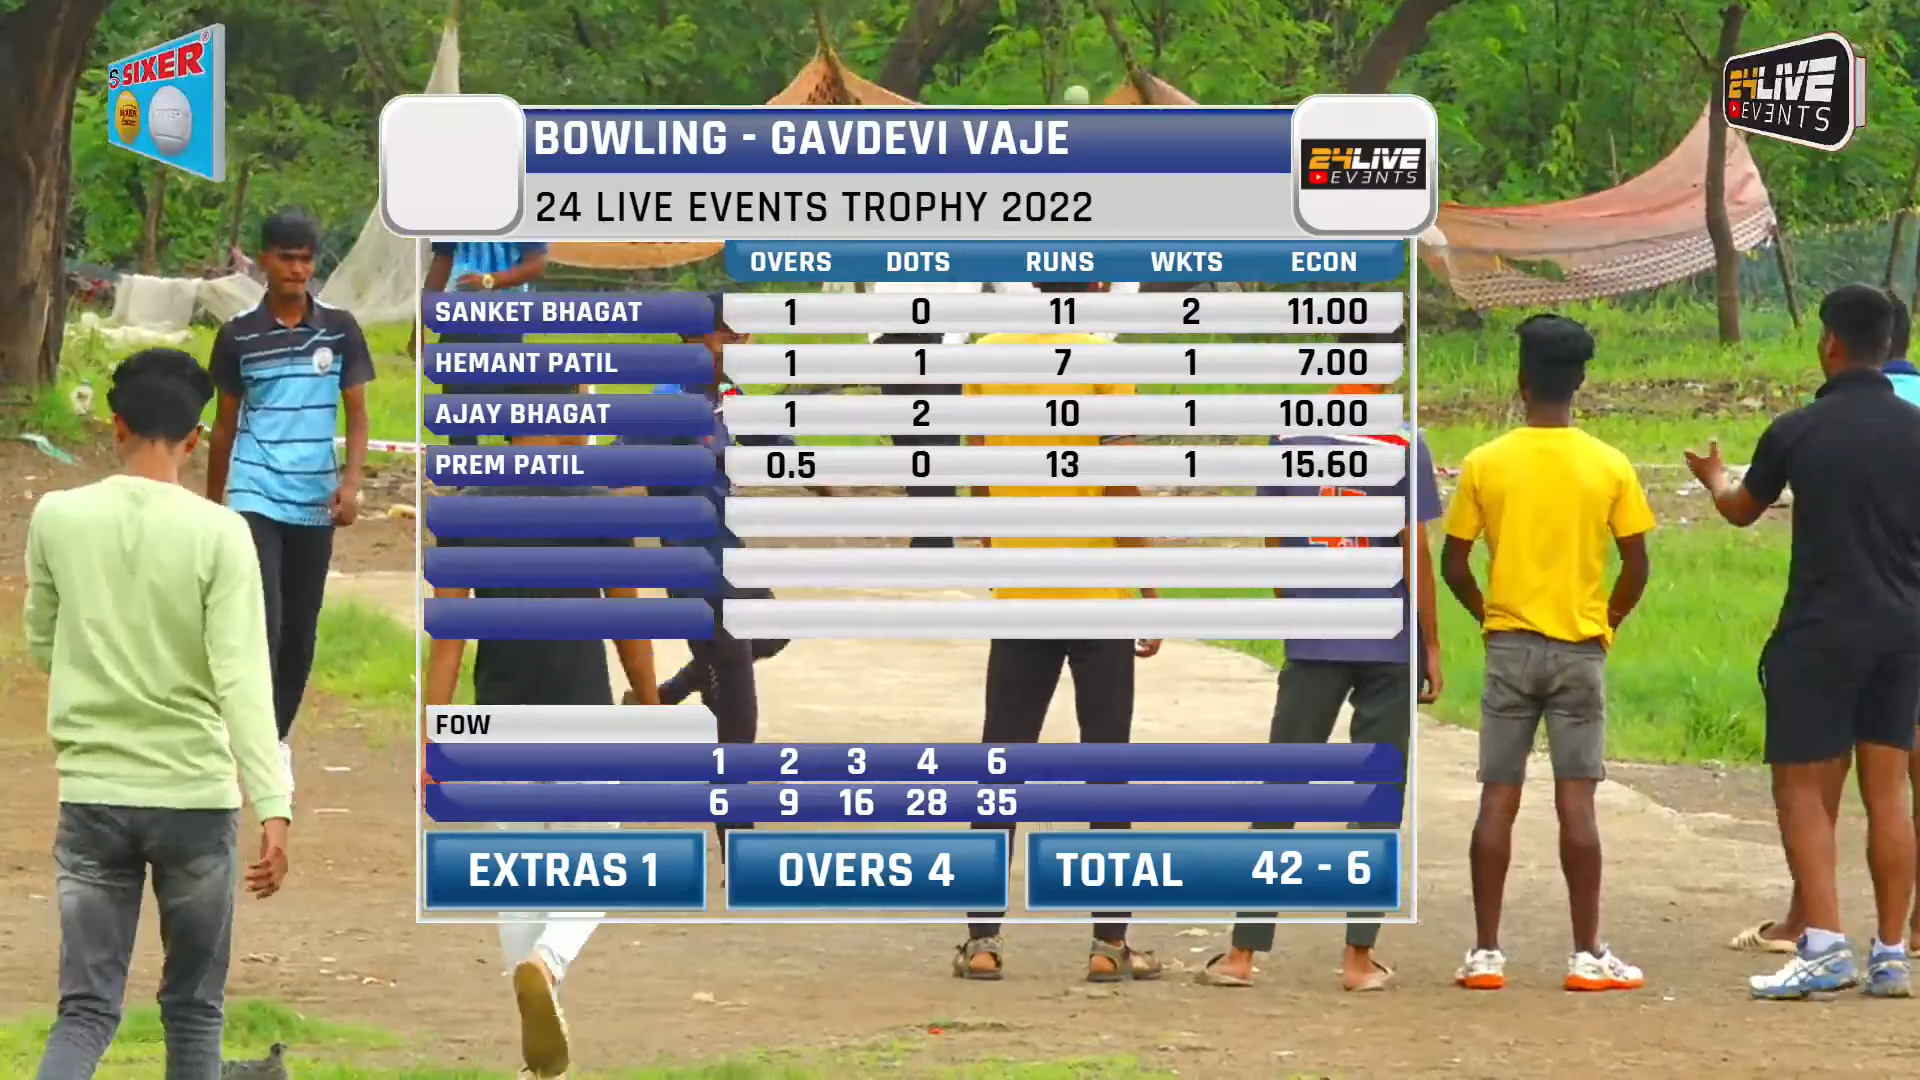 SSIXER
24LIVE
EVENTS
BOWLING - GAVDEVI VAJE
24 LIVE EVENTS TROPHY 2022
24LIVE
EVENTS
OVERS DOTS RUNS WKTS ECON
SANKET BHAGAT 1 0 11 2 11.00
HEMANT PATIL 1 1 7 1 7.00
AJAY BHAGAT 1 2 10 1 10.00
PREM PATIL 0.5 0 13 1 15.60
FOW
1 2 3 4 6
6 9 16 28 35
EXTRAS 1 OVERS 4 TOTAL 42 - 6